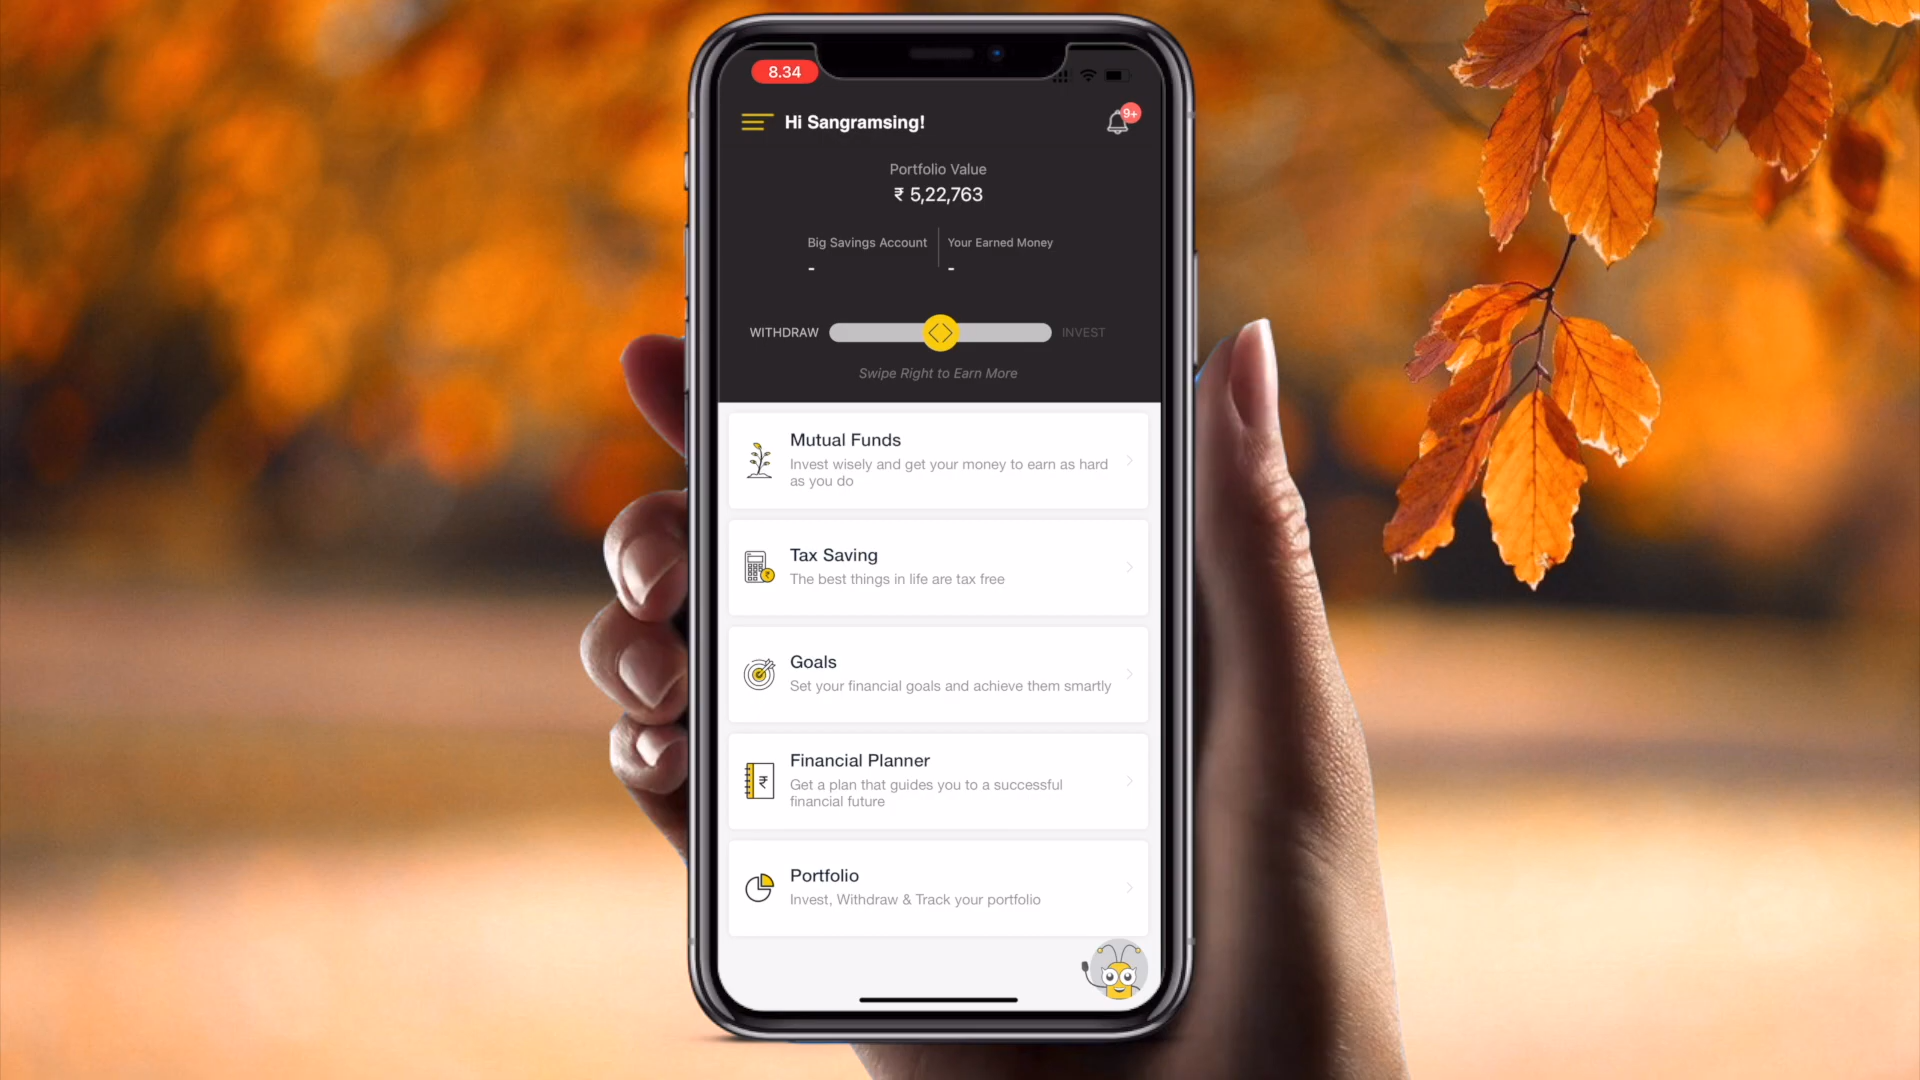 8.34
Hi Sangramsing!
9+
Portfolio Value
₹ 5,22,763
Big Savings Account
Your Earned Money
-
-
WITHDRAW
INVEST
Swipe Right to Earn More
Mutual Funds
Invest wisely and get your money to earn as hard
as you do
Tax Saving
The best things in life are tax free
Goals
Set your financial goals and achieve them smartly
Financial Planner
Get a plan that guides you to a successful
financial future
₹
Portfolio
Invest, Withdraw & Track your portfolio